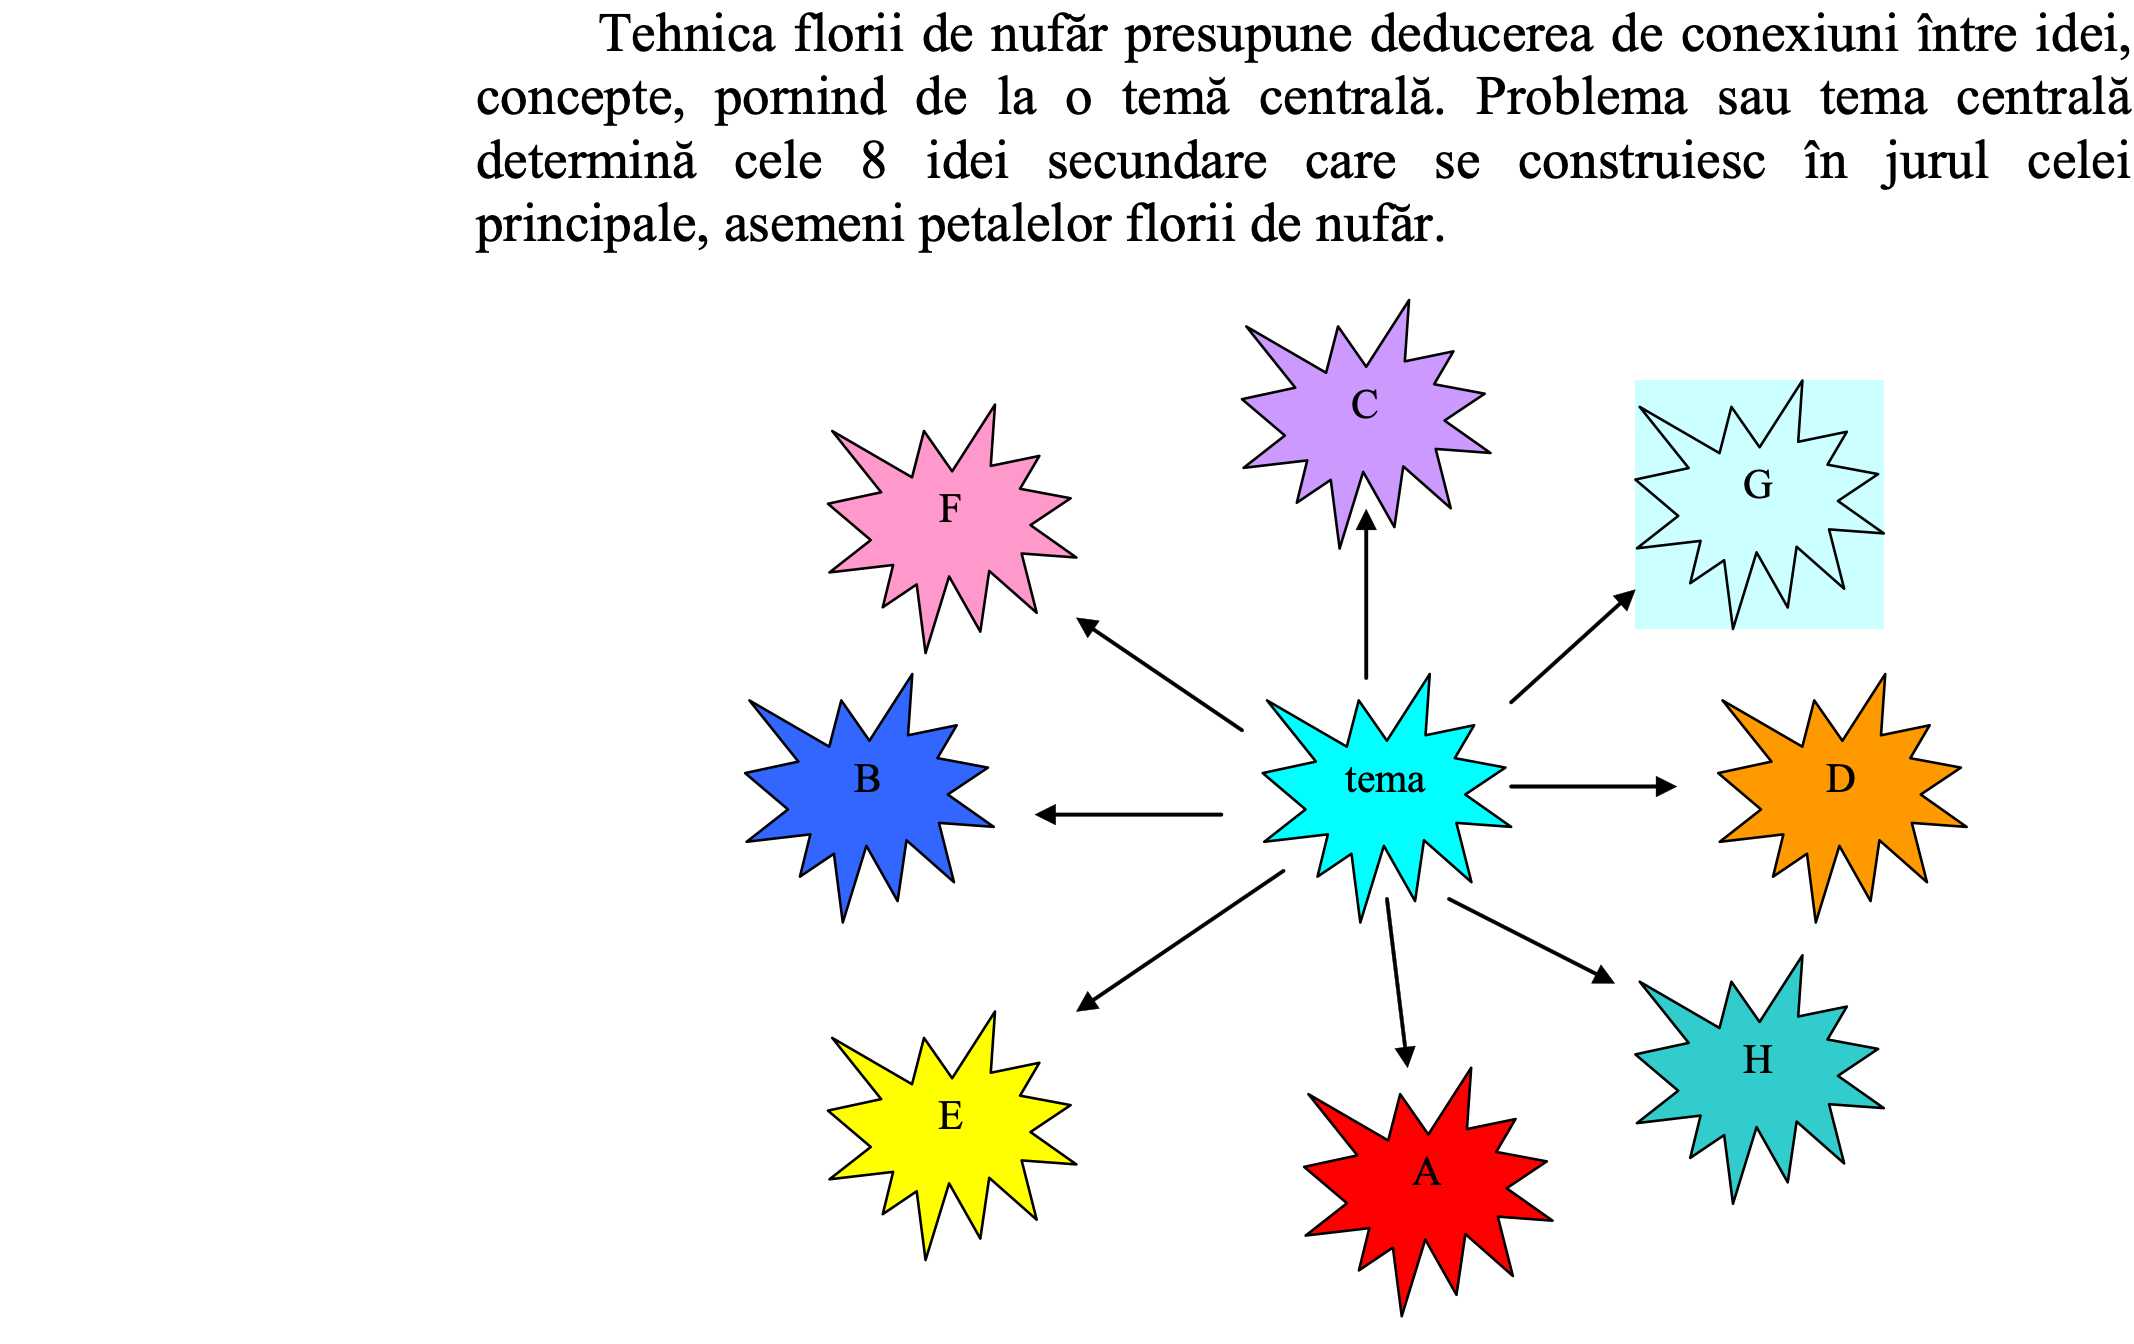 Tehnica florii de nufăr presupune deducerea de conexiuni între idei,
concepte, pornind de la o temă centrală. Problema sau tema centrală
determină cele 8 idei secundare care se construiesc în jurul celei
principale, asemeni petalelor florii de nufăr.
C
G
F
B
tema
D
H
E
A